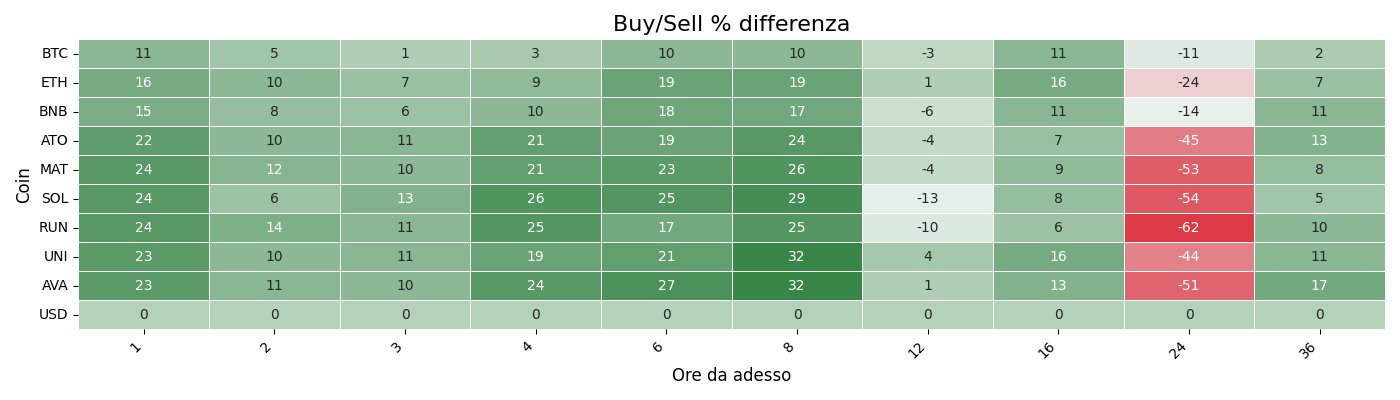 Buy/Sell % differenza
BTC 11 5 1 3 10 10 -3 11 -11 2
ETH 16 10 7 9 19 19 1 16 -24 7
BNB 15 8 6 10 18 17 -6 11 -14 11
ATO 22 10 11 21 19 24 -4 7 -45 13
MAT 24 12 10 21 23 26 -4 9 -53 8
SOL 24 6 13 26 25 29 -13 8 -54 5
RUN 24 14 11 25 17 25 -10 6 -62 10
UNI 23 10 11 19 21 32 4 16 -44 11
AVA 23 11 10 24 27 32 1 13 -51 17
USD 0 0 0 0 0 0 0 0 0 0
Coin
1 2 3 4 6 8 12 16 24 36
Ore da adesso